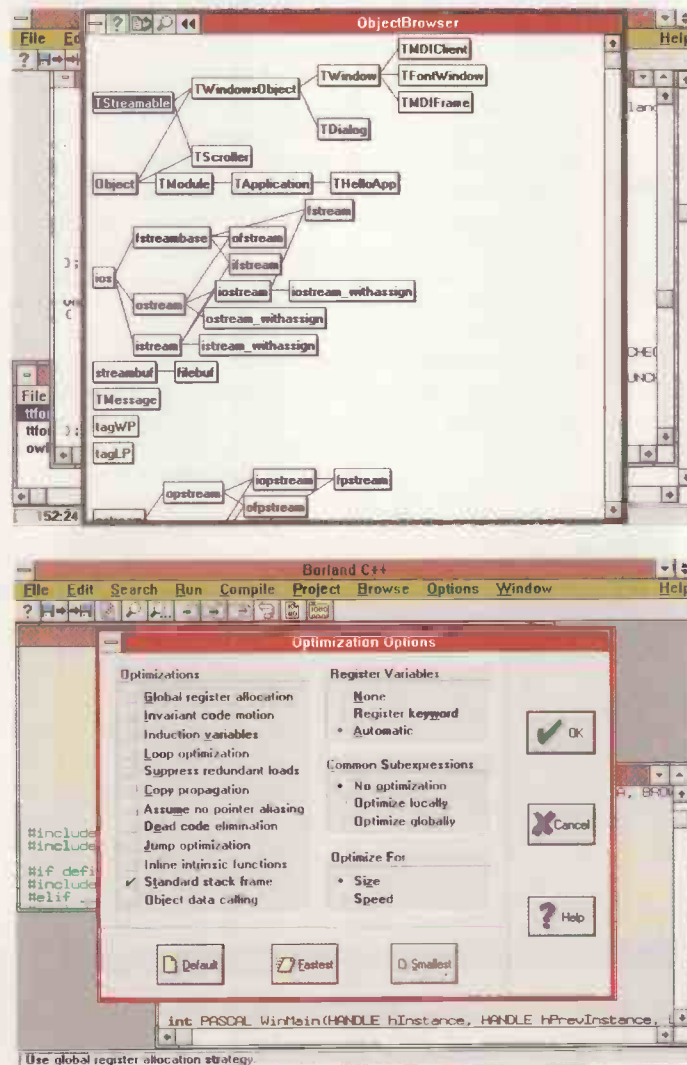 ObjectBrowser
File Ed
Help
TMDIClient
TWindowsObject TWindow TFontWindow
TStreamable
TMDIFrame
TDialog
TScroller
Object TModule TApplication THelloApp
fstream
fstreambase ofstream
ifstream
ios
iostream iostream_withassign
ostream
ostream_withassign
istream istream_withassign
streambuf filebuf
File
TMessage
tagWP
tagLP
iopstream fpstream
opstream
ofpstream
152:24
Borland C++
File Edit Search Run Compile Project Browse Options Window Help
Optimization Options
Optimizations
Global register allocation
Invariant code motion
Induction variables
Loop optimization
Suppress redundant loads
Copy propagation
Assume no pointer aliasing
Dead code elimination
Jump optimization
Inline intrinsic functions
Standard stack frame
Object data calling
Register Variables
None
Register keyword
Automatic
Common Subexpressions
No optimization
Optimize locally
Optimize globally
Optimize For
Size
Speed
OK
Cancel
Help
Default Fastest Smallest
#include
#include
#if defi
#include
#elif
int PASCAL WinMain(HANDLE hInstance, HANDLE hPrevInstance,
Use global register allocation strategy